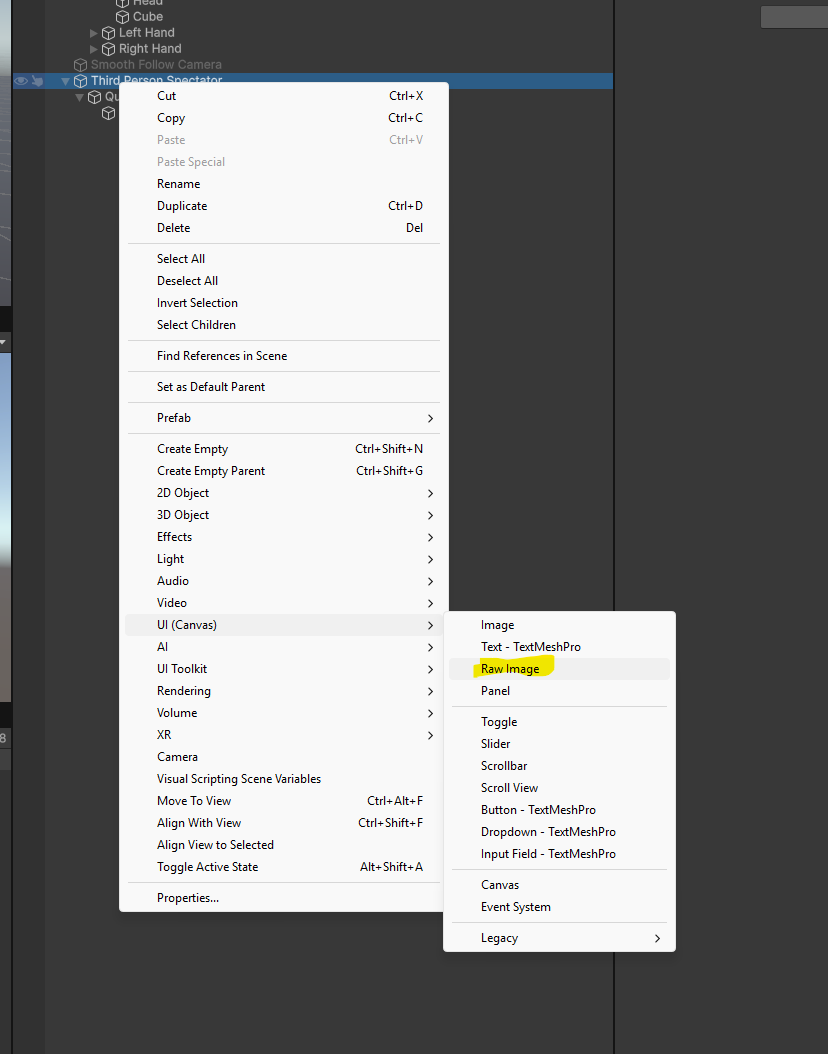 Head
Cube
Left Hand
Right Hand
Smooth Follow Camera
Third Person Spectator
Cut Ctrl+X
Copy Ctrl+C
Paste Ctrl+V
Paste Special
Rename
Duplicate Ctrl+D
Delete Del
Select All
Deselect All
Invert Selection
Select Children
Find References in Scene
Set as Default Parent
Prefab
Create Empty Ctrl+Shift+N
Create Empty Parent Ctrl+Shift+G
2D Object
3D Object
Effects
Light
Audio
Video
UI (Canvas)
AI
UI Toolkit
Rendering
Volume
XR
Camera
Visual Scripting Scene Variables
Move To View Ctrl+Alt+F
Align With View Ctrl+Shift+F
Align View to Selected
Toggle Active State Alt+Shift+A
Properties...
Image
Text - TextMeshPro
Raw Image
Panel
Toggle
Slider
Scrollbar
Scroll View
Button - TextMeshPro
Dropdown - TextMeshPro
Input Field - TextMeshPro
Canvas
Event System
Legacy
8